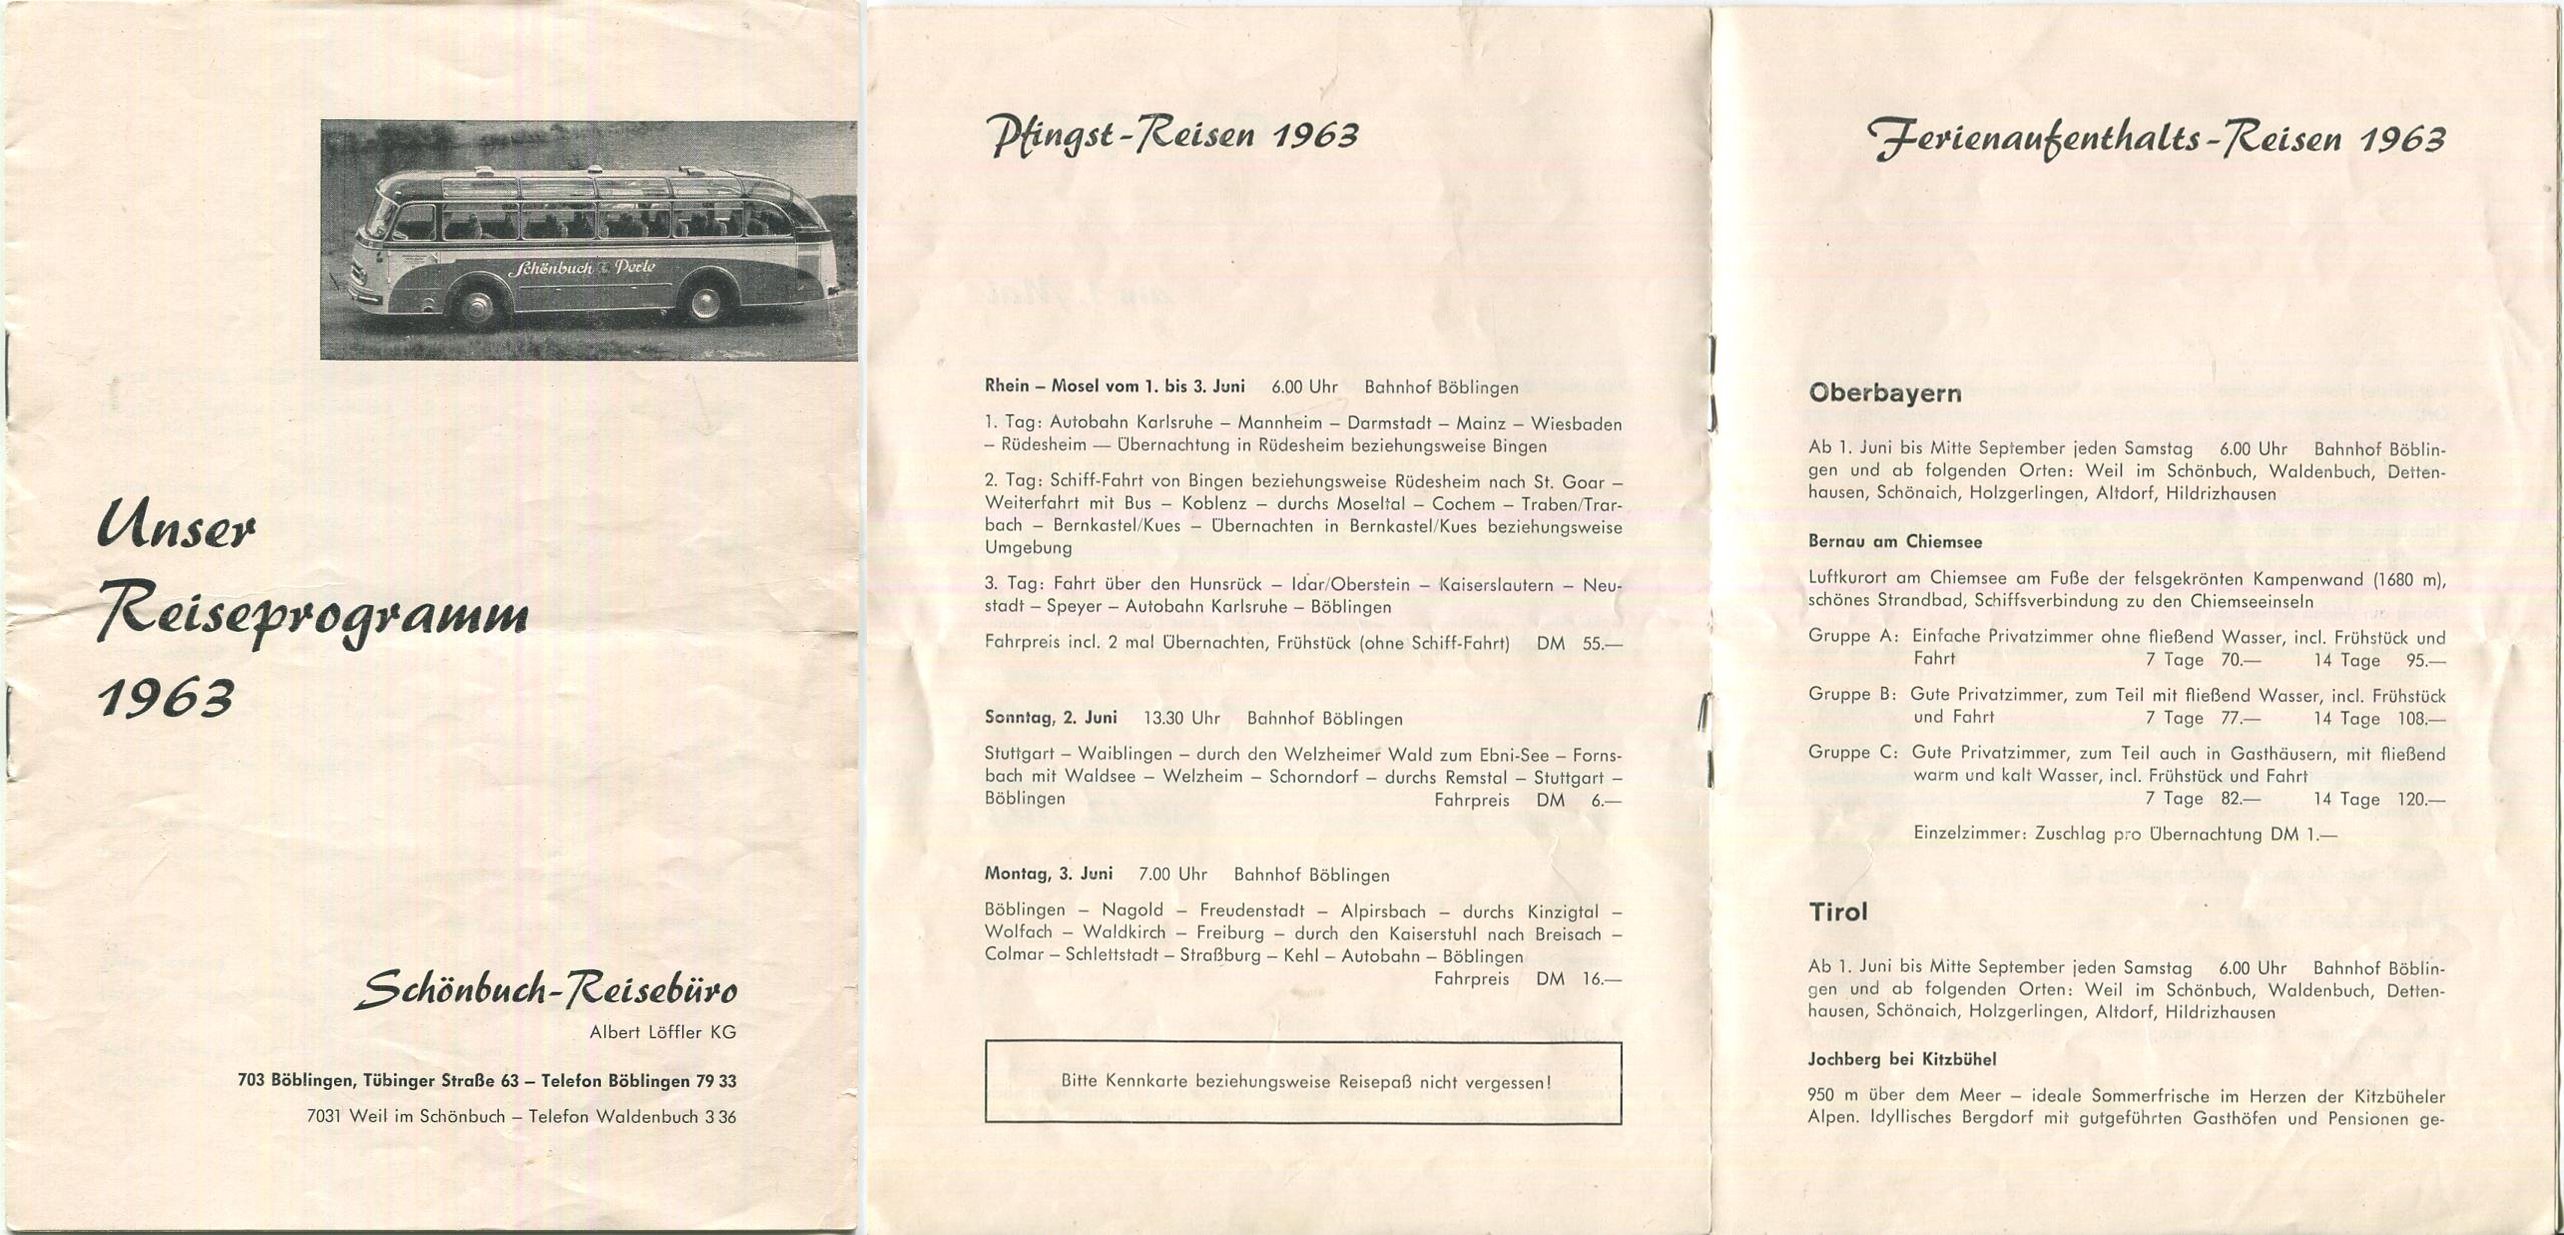 Schönbuch Perle
Unser
Reiseprogramm
1963
Schönbuch-Reisebüro
Albert Löffler KG
703 Böblingen, Tübinger Straße 63 – Telefon Böblingen 79 33
7031 Weil im Schönbuch – Telefon Waldenbuch 3 36
Pfingst-Reisen 1963
Rhein – Mosel vom 1. bis 3. Juni 6.00 Uhr Bahnhof Böblingen
1. Tag: Autobahn Karlsruhe – Mannheim – Darmstadt – Mainz – Wiesbaden
– Rüdesheim — Übernachtung in Rüdesheim beziehungsweise Bingen
2. Tag: Schiff-Fahrt von Bingen beziehungsweise Rüdesheim nach St. Goar –
Weiterfahrt mit Bus – Koblenz – durchs Moseltal – Cochem – Traben/Trar-
bach – Bernkastel/Kues – Übernachten in Bernkastel/Kues beziehungsweise
Umgebung
3. Tag: Fahrt über den Hunsrück – Idar/Oberstein – Kaiserslautern – Neu-
stadt – Speyer – Autobahn Karlsruhe – Böblingen
Fahrpreis incl. 2 mal Übernachten, Frühstück (ohne Schiff-Fahrt) DM 55.—
Sonntag, 2. Juni 13.30 Uhr Bahnhof Böblingen
Stuttgart – Waiblingen – durch den Welzheimer Wald zum Ebni-See – Forns-
bach mit Waldsee – Welzheim – Schorndorf – durchs Remstal – Stuttgart –
Böblingen Fahrpreis DM 6.—
Montag, 3. Juni 7.00 Uhr Bahnhof Böblingen
Böblingen – Nagold – Freudenstadt – Alpirsbach – durchs Kinzigtal –
Wolfach – Waldkirch – Freiburg – durch den Kaiserstuhl nach Breisach –
Colmar – Schlettstadt – Straßburg – Kehl – Autobahn – Böblingen
Fahrpreis DM 16.—
Bitte Kennkarte beziehungsweise Reisepaß nicht vergessen!
Ferienaufenthalts-Reisen 1963
Oberbayern
Ab 1. Juni bis Mitte September jeden Samstag 6.00 Uhr Bahnhof Böblin-
gen und ab folgenden Orten: Weil im Schönbuch, Waldenbuch, Detten-
hausen, Schönaich, Holzgerlingen, Altdorf, Hildrizhausen
Bernau am Chiemsee
Luftkurort am Chiemsee am Fuße der felsgekrönten Kampenwand (1680 m),
schönes Strandbad, Schiffsverbindung zu den Chiemseeinseln
Gruppe A: Einfache Privatzimmer ohne fließend Wasser, incl. Frühstück und
Fahrt 7 Tage 70.— 14 Tage 95.—
Gruppe B: Gute Privatzimmer, zum Teil mit fließend Wasser, incl. Frühstück
und Fahrt 7 Tage 77.— 14 Tage 108.—
Gruppe C: Gute Privatzimmer, zum Teil auch in Gasthäusern, mit fließend
warm und kalt Wasser, incl. Frühstück und Fahrt
7 Tage 82.— 14 Tage 120.—
Einzelzimmer: Zuschlag pro Übernachtung DM 1.—
Tirol
Ab 1. Juni bis Mitte September jeden Samstag 6.00 Uhr Bahnhof Böblin-
gen und ab folgenden Orten: Weil im Schönbuch, Waldenbuch, Detten-
hausen, Schönaich, Holzgerlingen, Altdorf, Hildrizhausen
Jochberg bei Kitzbühel
950 m über dem Meer – ideale Sommerfrische im Herzen der Kitzbüheler
Alpen. Idyllisches Bergdorf mit gutgeführten Gasthöfen und Pensionen ge-